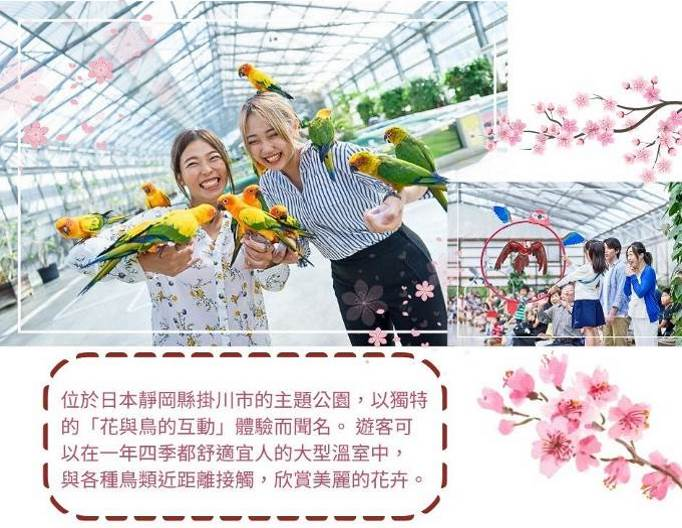 位於日本靜岡縣掛川市的主題公園，以獨特
的「花與鳥的互動」體驗而聞名。 遊客可
以在一年四季都舒適宜人的大型溫室中，
與各種鳥類近距離接觸，欣賞美麗的花卉。